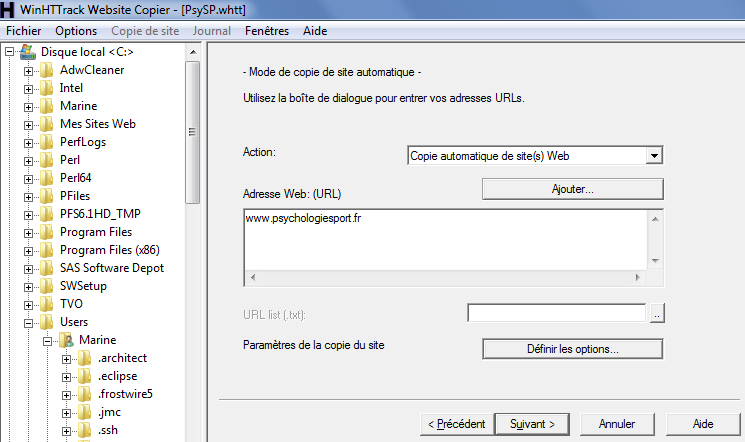 WinHTTrack Website Copier - [PsySP.whtt]
Fichier Options Copie de site Journal Fenêtres Aide
Disque local <C:>
AdwCleaner
Intel
Marine
Mes Sites Web
PerfLogs
Perl
Perl64
PFiles
PFS6.1HD_TMP
Program Files
Program Files (x86)
SAS Software Depot
SWSetup
TVO
Users
Marine
.architect
.eclipse
.frostwire5
.jmc
.ssh
- Mode de copie de site automatique -
Utilisez la boîte de dialogue pour entrer vos adresses URLs.
Action:
Copie automatique de site(s) Web
Adresse Web: (URL)
Ajouter...
www.psychologiesport.fr
URL list (.txt):
..
Paramètres de la copie du site
Définir les options...
< Précédent
Suivant >
Annuler
Aide